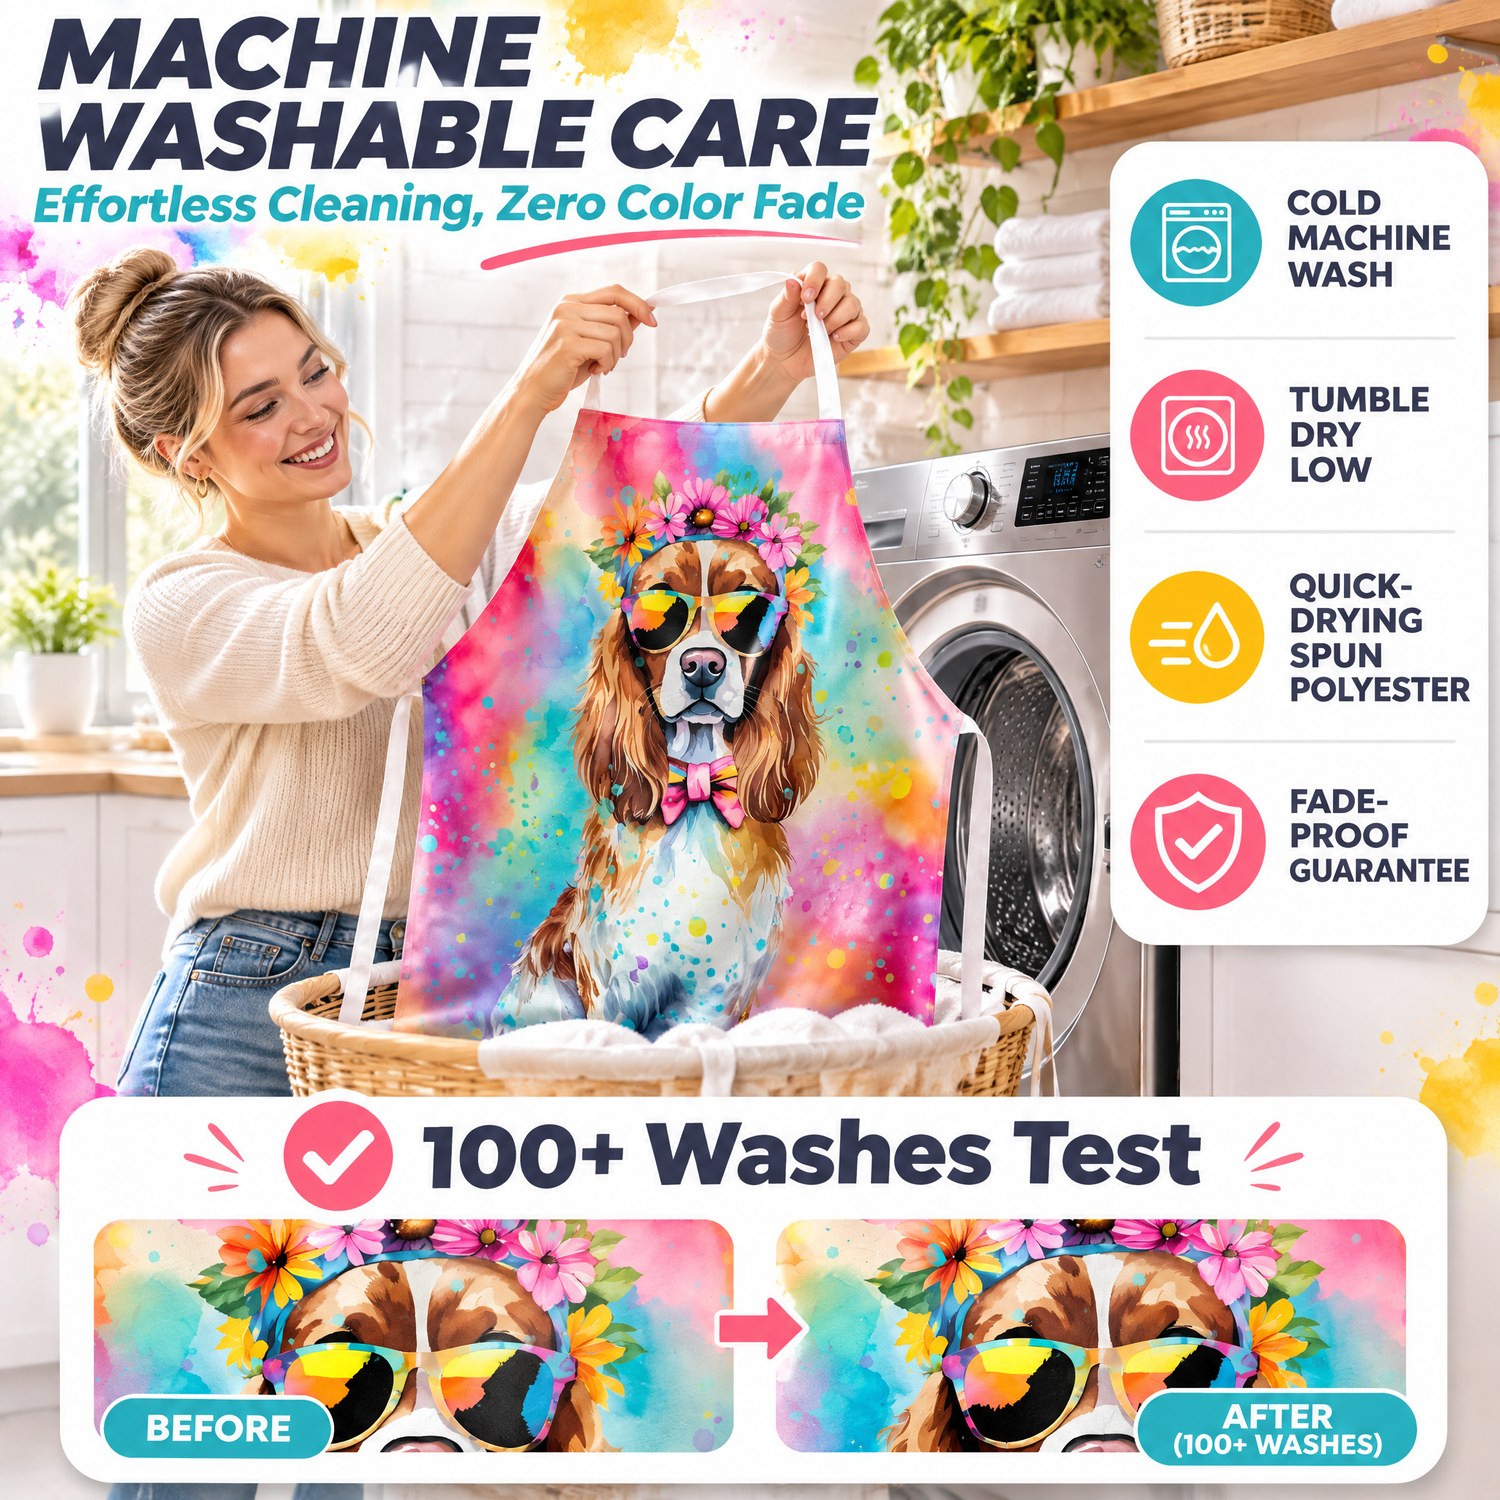 MACHINE
WASHABLE CARE
Effortless Cleaning, Zero Color Fade
COLD
MACHINE
WASH
TUMBLE
DRY
LOW
QUICK-
DRYING
SPUN
POLYESTER
FADE-
PROOF
GUARANTEE
100+ Washes Test
BEFORE
AFTER
(100+ WASHES)